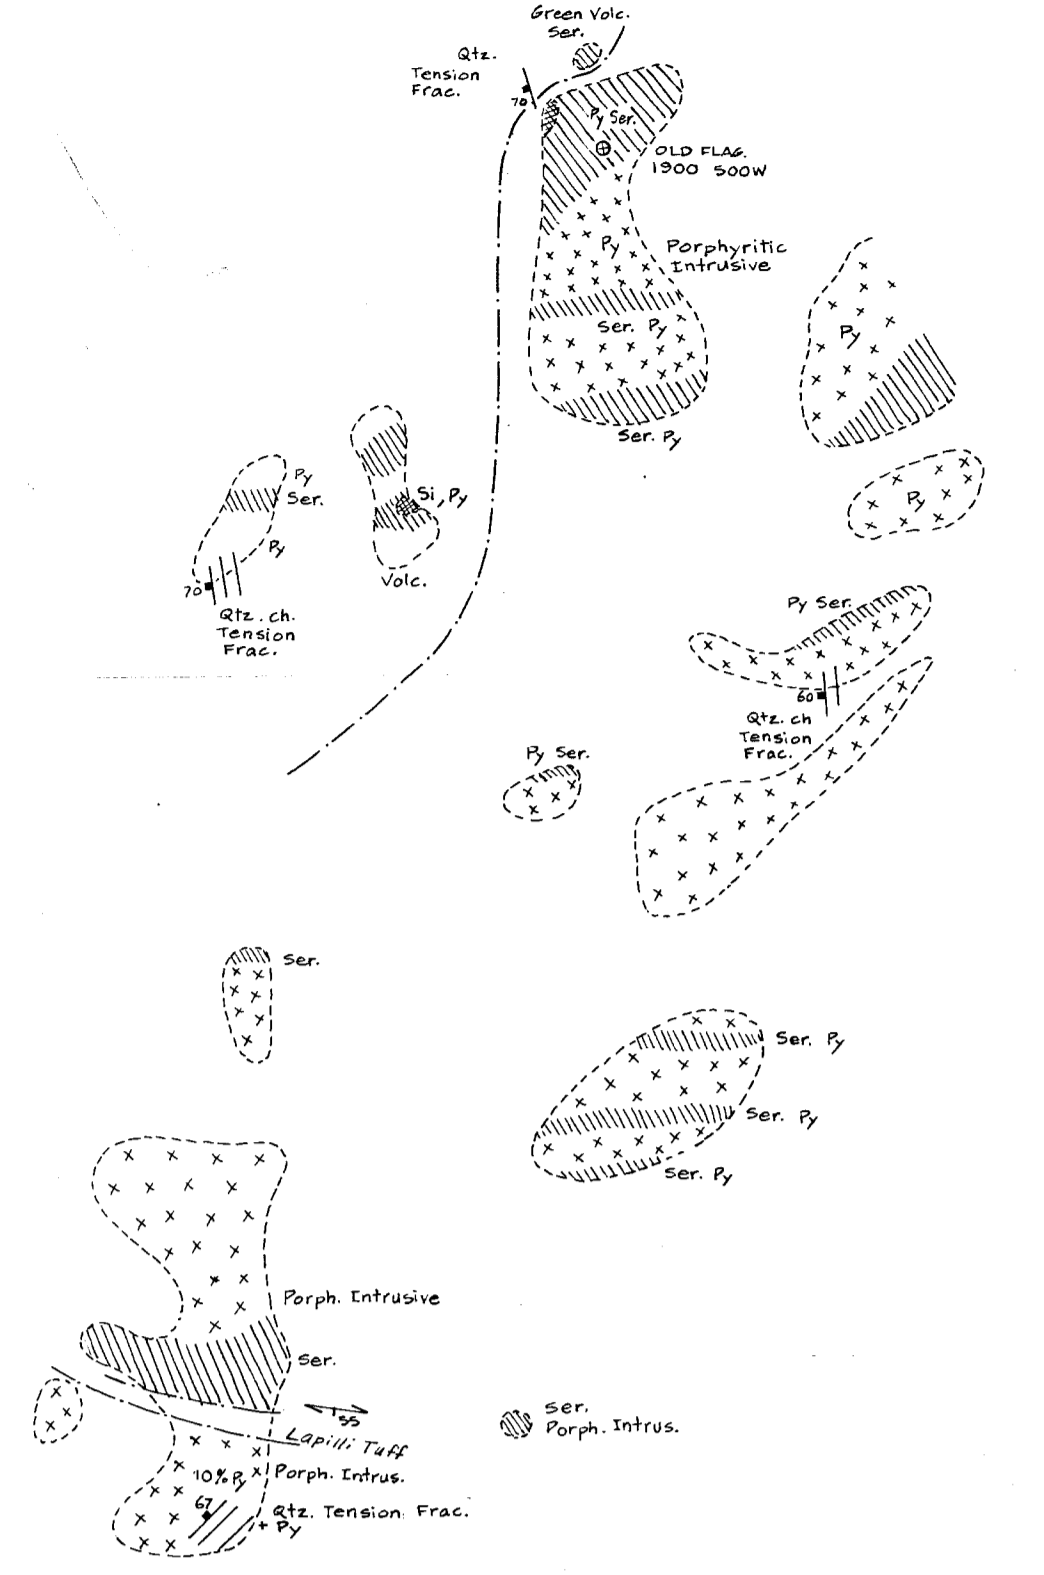 Green Volc.
Ser.
Qtz.
Tension
Frac.
70
Py Ser.
OLD FLAG.
1900 500W
Py
Porphyritic
Intrusive
Ser. Py
Ser. Py
Py
Py
Py
Ser.
Py
Si, Py
Volc.
70
Qtz. ch.
Tension
Frac.
Py Ser.
60
Qtz. ch
Tension
Frac.
Py Ser.
Ser.
Ser. Py
Ser. Py
Ser. Py
Porph. Intrusive
Ser.
55
Lapilli Tuff
Ser.
Porph. Intrus.
10% Py
Porph. Intrus.
67
Qtz. Tension Frac.
+ Py